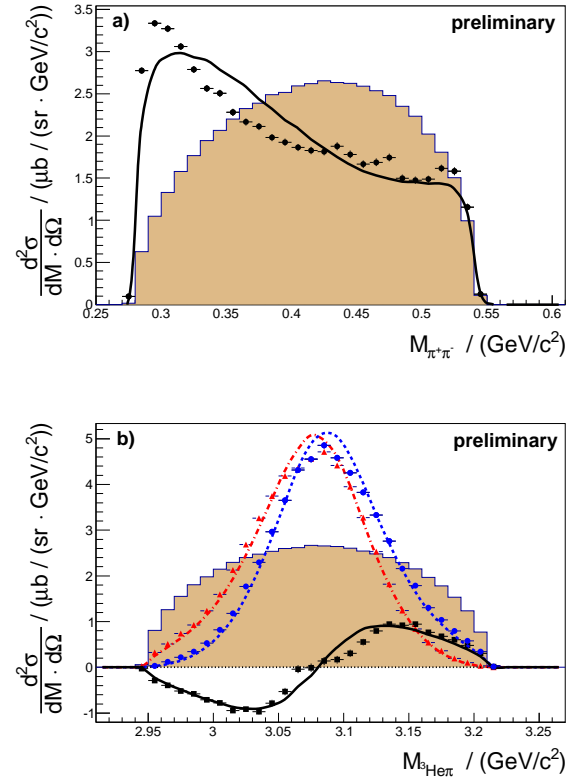 a)
preliminary
3.5
3
2.5
2
1.5
1
0.5
0
0.25 0.3 0.35 0.4 0.45 0.5 0.55 0.6
d²σ / dM · dΩ / (μb / (sr · GeV/c²))
M π⁺π⁻ / (GeV/c²)
b)
preliminary
5
4
3
2
1
0
-1
2.95 3 3.05 3.1 3.15 3.2
d²σ / dM · dΩ / (μb / (sr · GeV/c²))
M ³Heπ / (GeV/c²)